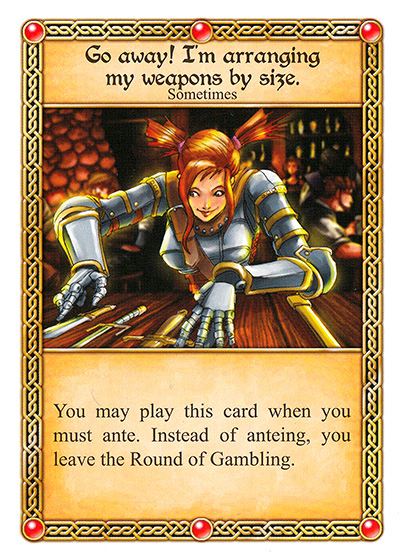 Go away! I'm arranging
my weapons by size.
Sometimes
You may play this card when you
must ante. Instead of anteing, you
leave the Round of Gambling.